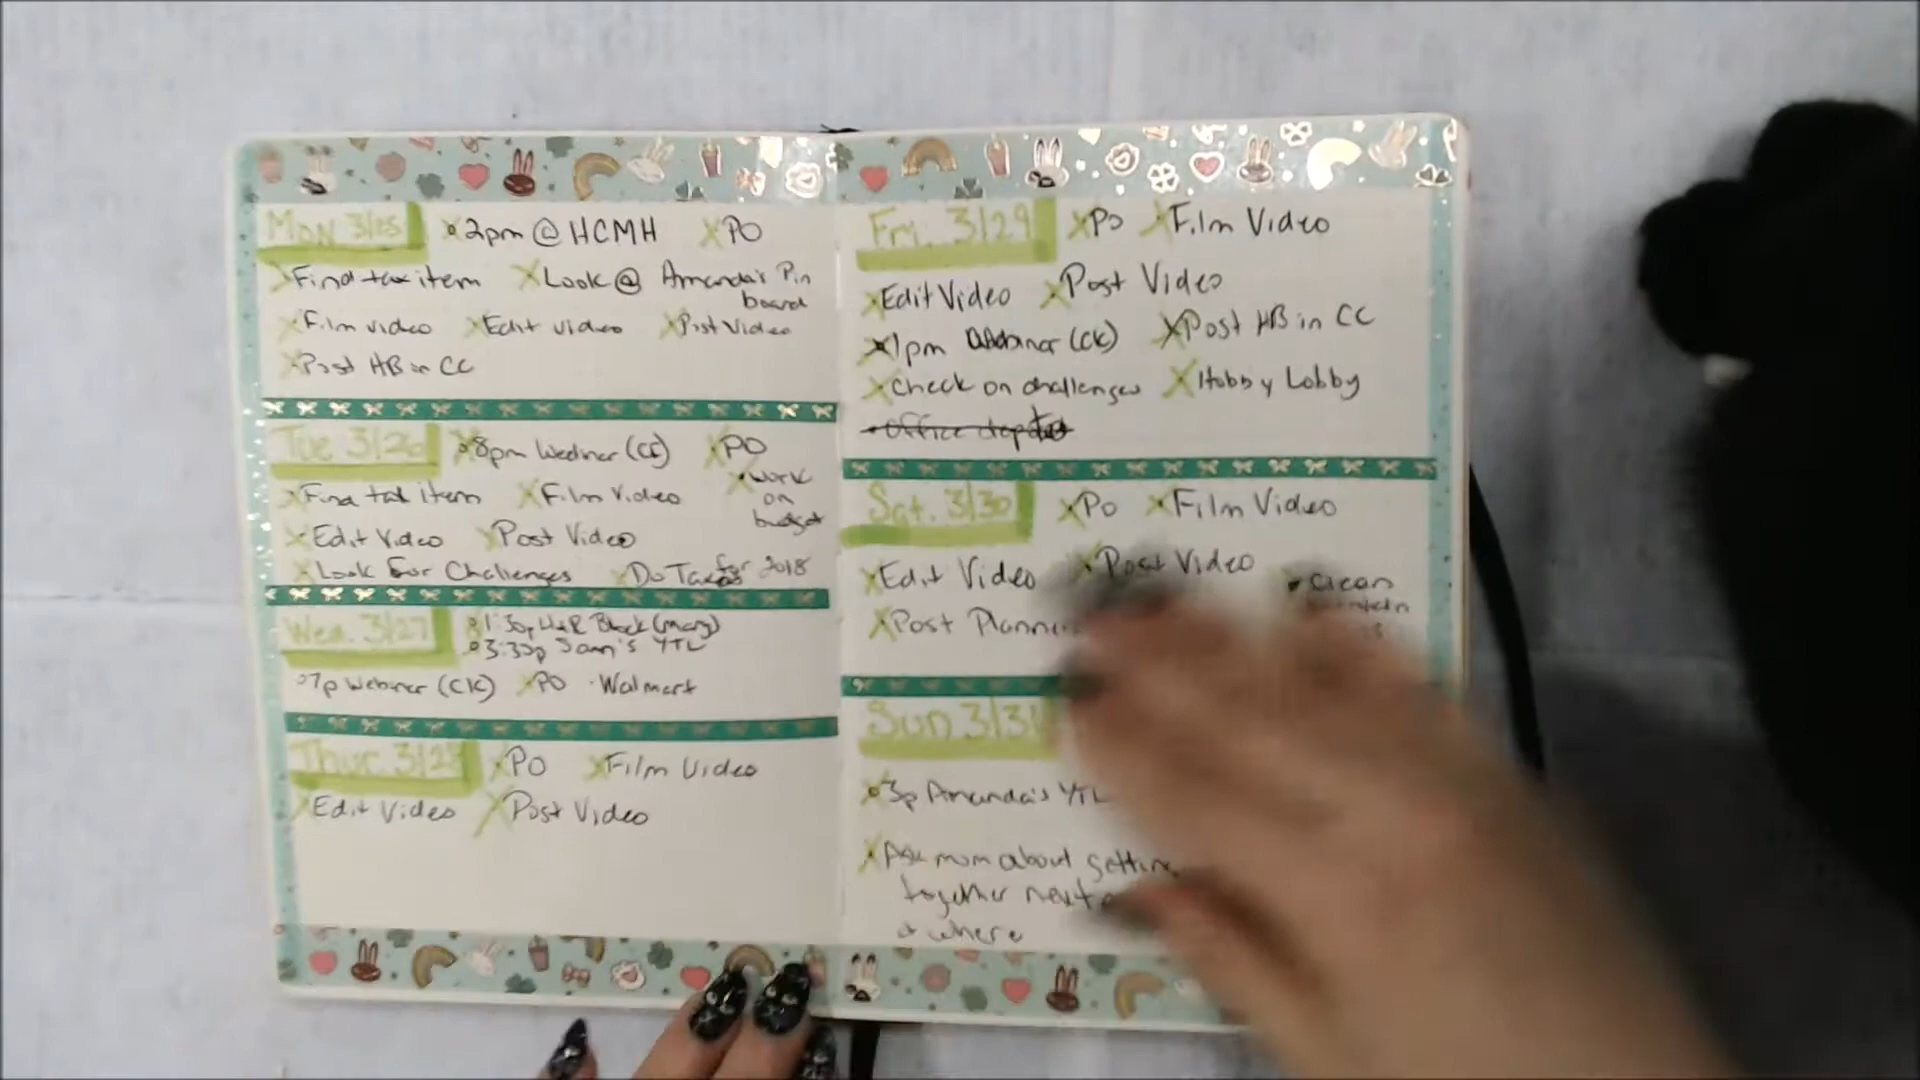 Mon 3/25 2pm @ HCMH PO
Find tax item Look @ Amanda's Pin
board
Film video Edit video Post Video
Post HB in CC
Tue 3/26 8pm Wedinar (CC) PO
Find tax item Film Video work
on
budget
Edit Video Post Video
Look For Challenges Do Taxes for 2018
Wed. 3/27 1:30p H&R Block (mary)
3:30p Sam's YTL
7p Webinar (CK) PO Walmart
Thur. 3/28 PO Film Video
Edit Video Post Video
Fri. 3/29 PO Film Video
Edit Video Post Video
1pm (CK) Post HB in CC
Check on challenges Hobby Lobby
Office depot
Sat. 3/30 PO Film Video
Edit Video Post Video Clean
Post
Sun 3/31
3p Amanda's YTL
Ask mom about getting
together next
where